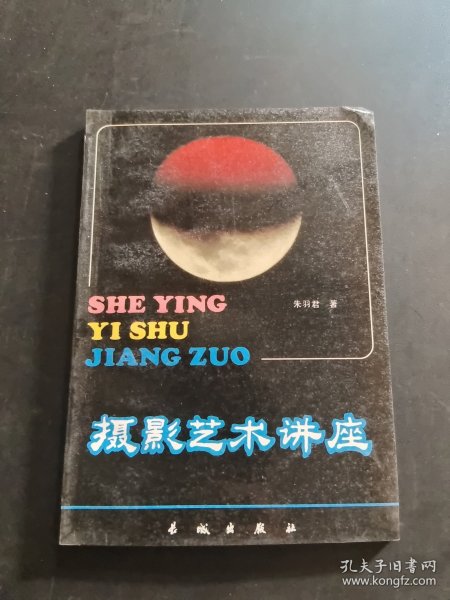 SHE YING
YI SHU
JIANG ZUO
朱羽君 著
摄影艺术讲座
长城出版社
孔夫子旧书网
www.kongfz.com